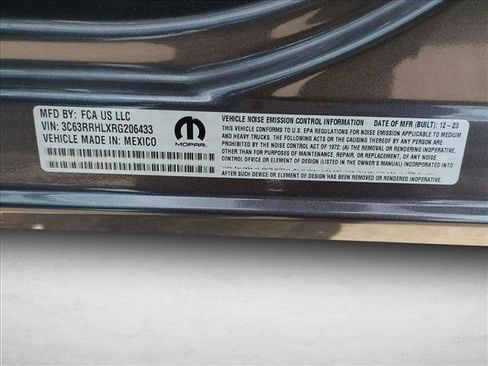 MFD BY: FCA US LLC
VIN: 3C63RRHLXRG206433
VEHICLE MADE IN: MEXICO
MOPAR
VEHICLE NOISE EMISSION CONTROL INFORMATION DATE OF MFR (BUILT): 12 - 23
THIS VEHICLE CONFORMS TO U.S. EPA REGULATIONS FOR NOISE EMISSION APPLICABLE TO MEDIUM
AND HEAVY TRUCKS. THE FOLLOWING ACTS OR THE CAUSING THEREOF BY ANY PERSON ARE
PROHIBITED BY THE NOISE CONTROL ACT OF 1972: (A) THE REMOVAL OR RENDERING INOPERATIVE,
OTHER THAN FOR PURPOSES OF MAINTENANCE, REPAIR, OR REPLACEMENT, OF ANY NOISE
CONTROL DEVICE OR ELEMENT OF DESIGN (LISTED IN THE OWNER'S MANUAL) INCORPORATED INTO
AFTER SUCH DEVICE OR ELEMENT OF DESIGN HAS BEEN REMOVED OR RENDERED INOPERATIVE.